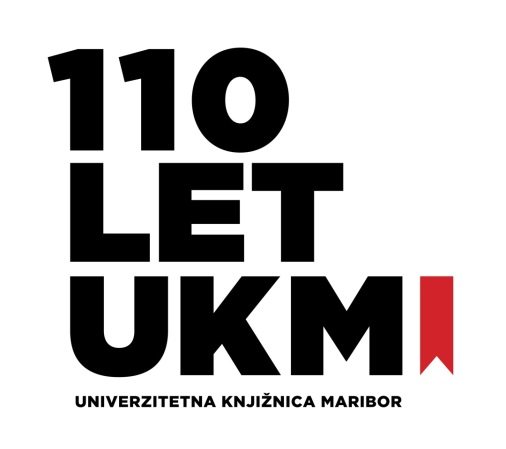 110
LET
UKM
UNIVERZITETNA KNJIŽNICA MARIBOR